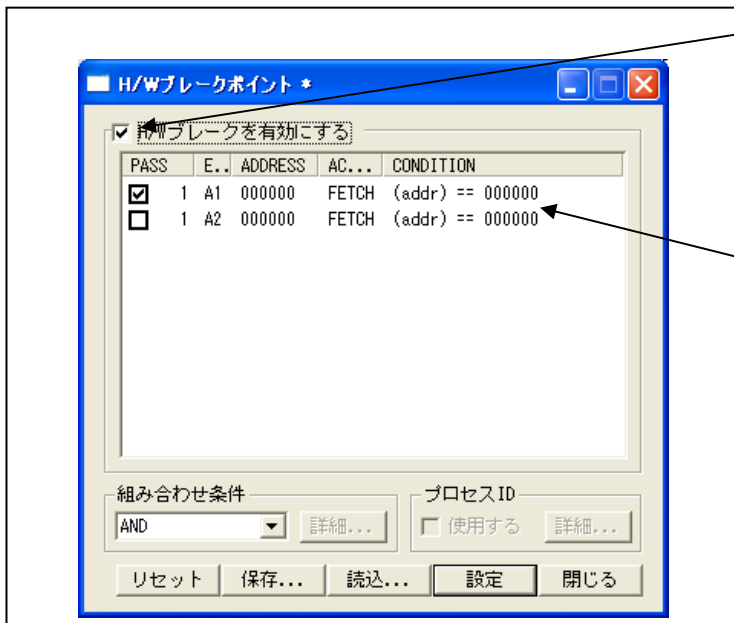 H/Wブレークポイント *
H/Wブレークを有効にする
PASS E.. ADDRESS AC... CONDITION
1 A1 000000 FETCH (addr) == 000000
1 A2 000000 FETCH (addr) == 000000
組み合わせ条件 プロセスID
AND 詳細... 使用する 詳細...
リセット 保存... 読込... 設定 閉じる